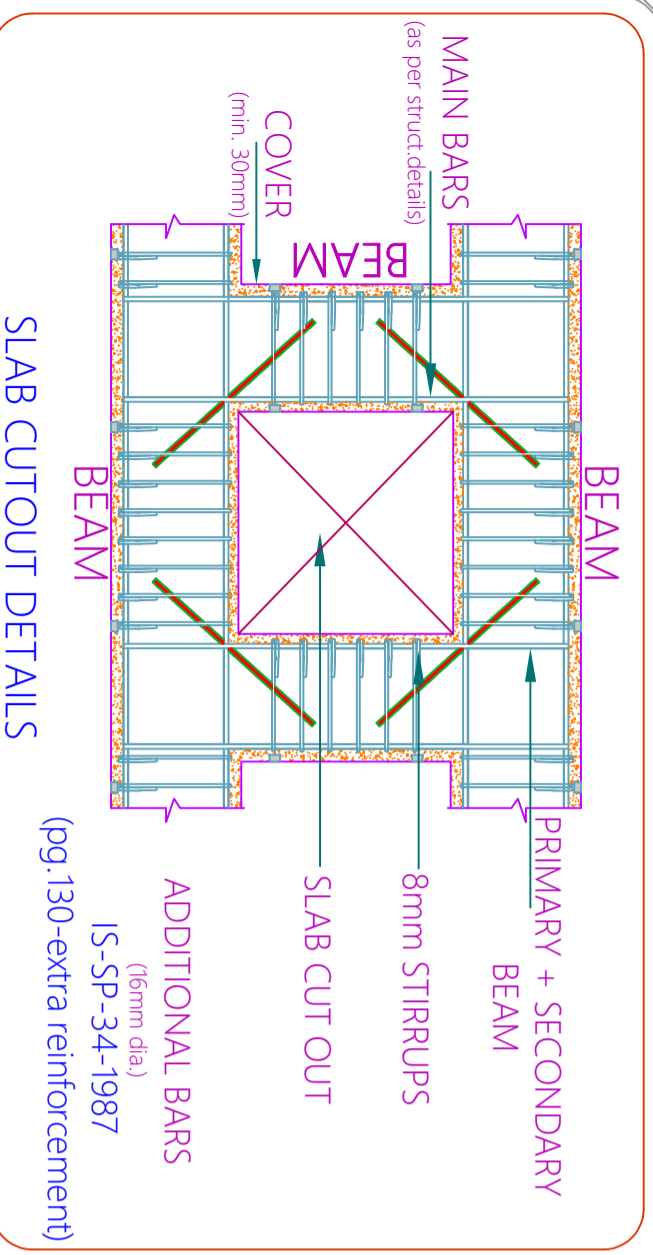 BEAM
PRIMARY + SECONDARY
BEAM
MAIN BARS
(as per struct.details)
8mm STIRRUPS
BEAM
SLAB CUT OUT
COVER
(min. 30mm)
ADDITIONAL BARS
(16mm dia.)
BEAM
IS-SP-34-1987
(pg.130-extra reinforcement)
SLAB CUTOUT DETAILS